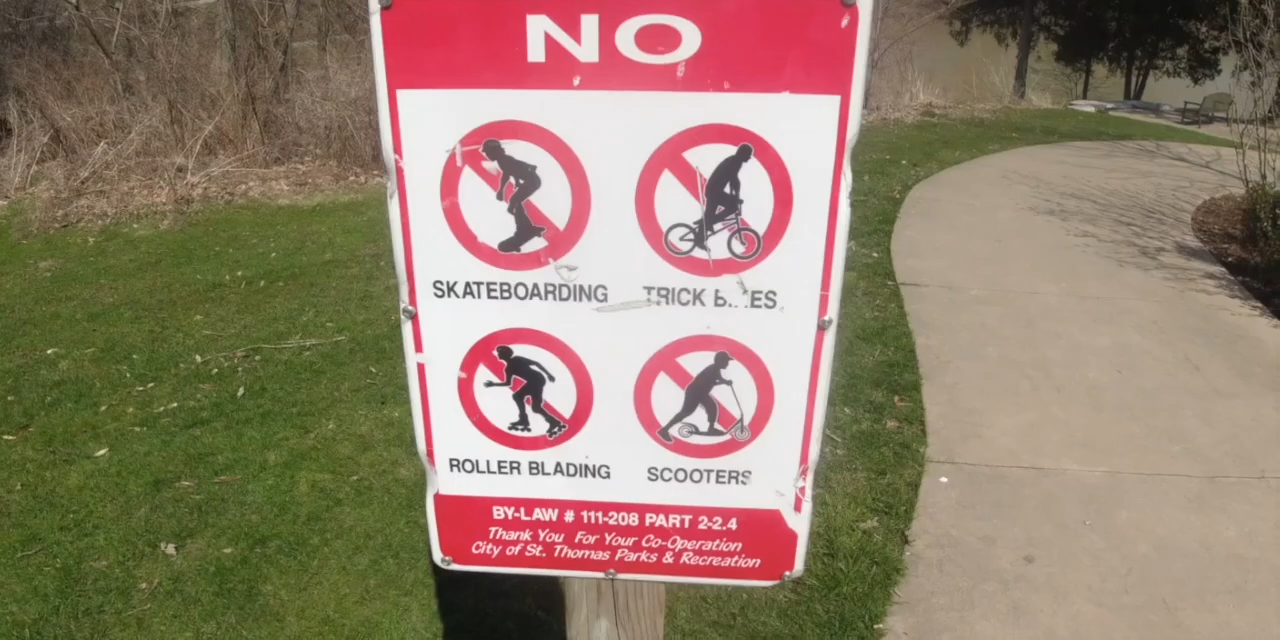 NO
SKATEBOARDING
TRICK
ROLLER BLADING
SCOOTERS
BY-LAW # 111-208 PART 2-2.4
Thank You For Your Co-Operation
City of St. Thomas Parks & Recreation